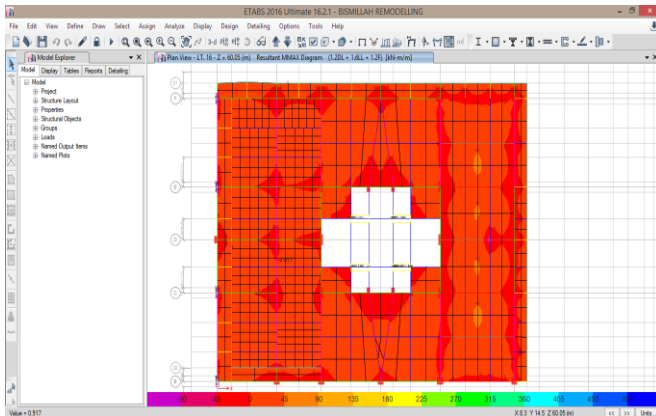 ETABS 2016 Ultimate 16.2.1 - BISMILLAH REMODELLING
File Edit View Define Draw Select Assign Analyze Display Design Detailing Options Tools Help
Model Explorer
Plan View - LT. 16 - Z = 60.05 (m) Resultant MMAX Diagram (1.2DL + 1.6LL + 1.2F) [kN-m/m]
Model Display Tables Reports Detailing
Model
Project
Structure Layout
Properties
Structural Objects
Groups
Loads
Named Output Items
Named Plots
0.917
0 45 90 135 180 225 270 315 360 405
Value = 0.917
X 8.3 Y 14.5 Z 60.05 (m)
<< >> Units...